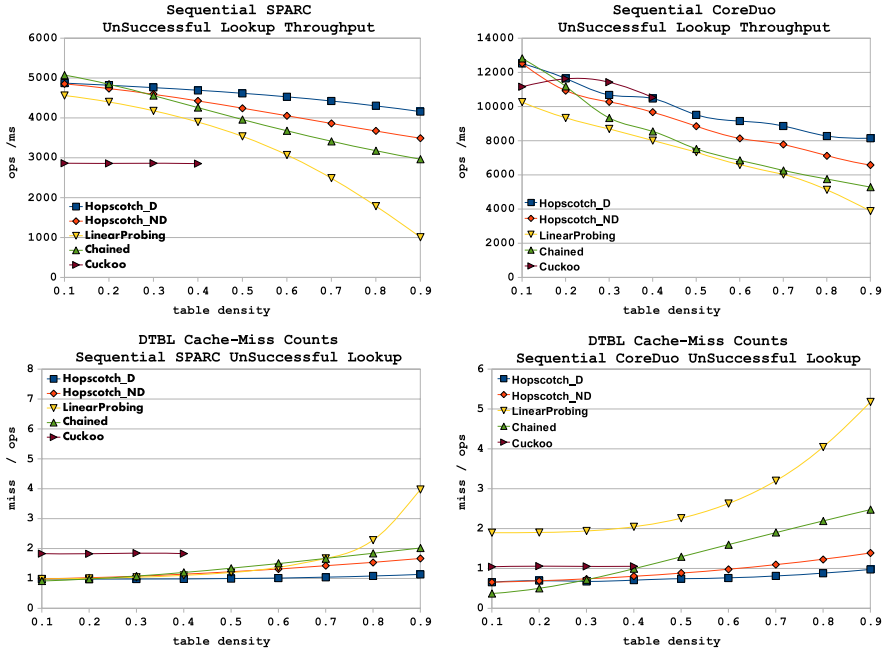 Sequential SPARC
UnSuccessful Lookup Throughput
6000
5000
4000
3000
2000
1000
0
ops /ms
Hopscotch_D
Hopscotch_ND
LinearProbing
Chained
Cuckoo
0.1 0.2 0.3 0.4 0.5 0.6 0.7 0.8 0.9
table density
Sequential CoreDuo
UnSuccessful Lookup Throughput
14000
12000
10000
8000
6000
4000
2000
0
ops /ms
Hopscotch_D
Hopscotch_ND
LinearProbing
Chained
Cuckoo
0.1 0.2 0.3 0.4 0.5 0.6 0.7 0.8 0.9
table density
DTBL Cache-Miss Counts
Sequential SPARC UnSuccessful Lookup
8
7
6
5
4
3
2
1
0
miss / ops
Hopscotch_D
Hopscotch_ND
LinearProbing
Chained
Cuckoo
0.1 0.2 0.3 0.4 0.5 0.6 0.7 0.8 0.9
table density
DTBL Cache-Miss Counts
Sequential CoreDuo UnSuccessful Lookup
6
5
4
3
2
1
0
miss / ops
Hopscotch_D
Hopscotch_ND
LinearProbing
Chained
Cuckoo
0.1 0.2 0.3 0.4 0.5 0.6 0.7 0.8 0.9
table density